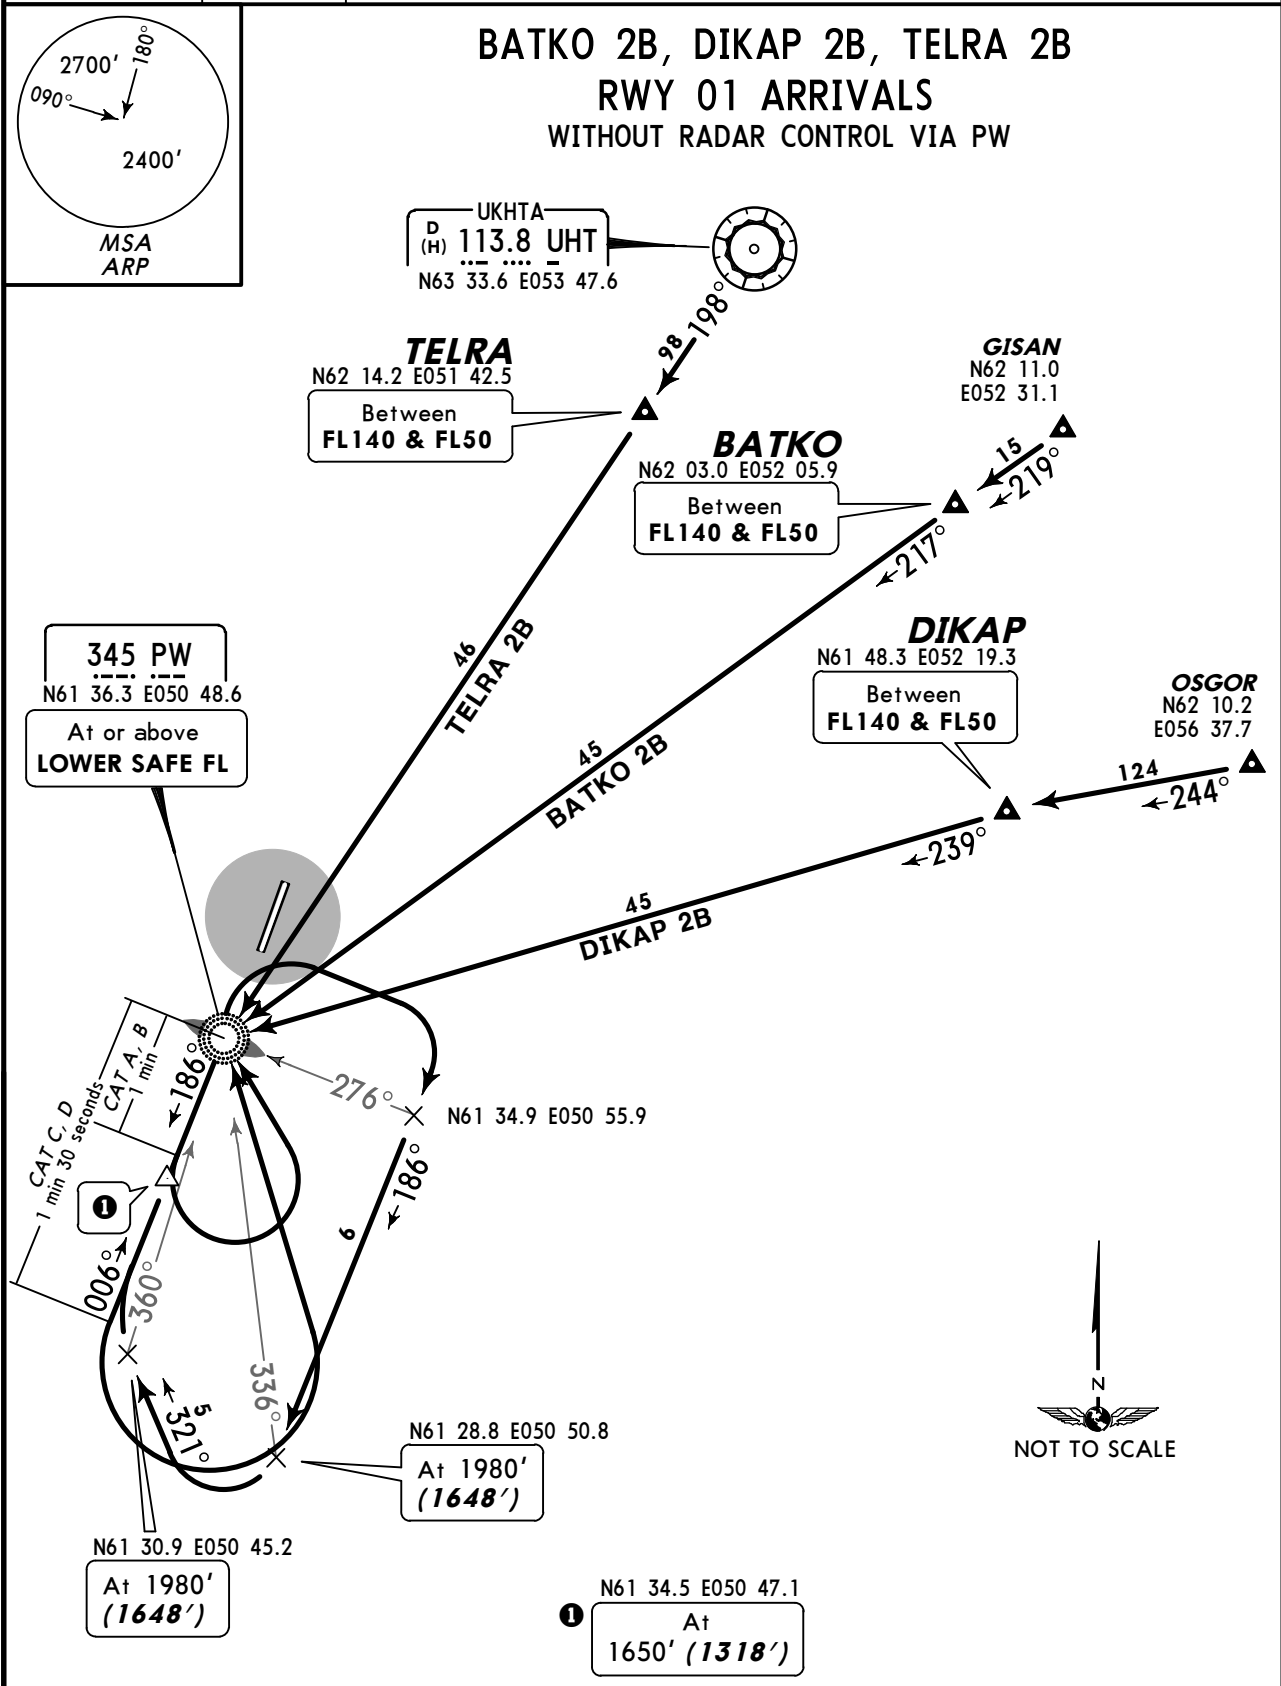 BATKO 2B, DIKAP 2B, TELRA 2B
RWY 01 ARRIVALS
WITHOUT RADAR CONTROL VIA PW
2700'
180°
090°
2400'
MSA
ARP
UKHTA
D
(H) 113.8 UHT
N63 33.6 E053 47.6
198°
98
TELRA
N62 14.2 E051 42.5
Between
FL140 & FL50
GISAN
N62 11.0
E052 31.1
15
219°
BATKO
N62 03.0 E052 05.9
Between
FL140 & FL50
217°
DIKAP
N61 48.3 E052 19.3
Between
FL140 & FL50
OSGOR
N62 10.2
E056 37.7
124
244°
239°
46
TELRA 2B
45
BATKO 2B
45
DIKAP 2B
345 PW
N61 36.3 E050 48.6
At or above
LOWER SAFE FL
CAT A, B
1 min
CAT C, D
1 min 30 seconds
186°
276°
N61 34.9 E050 55.9
186°
6
1
006°
360°
336°
5
321°
N61 28.8 E050 50.8
At 1980'
(1648')
N61 30.9 E050 45.2
At 1980'
(1648')
N
NOT TO SCALE
1
N61 34.5 E050 47.1
At
1650' (1318')